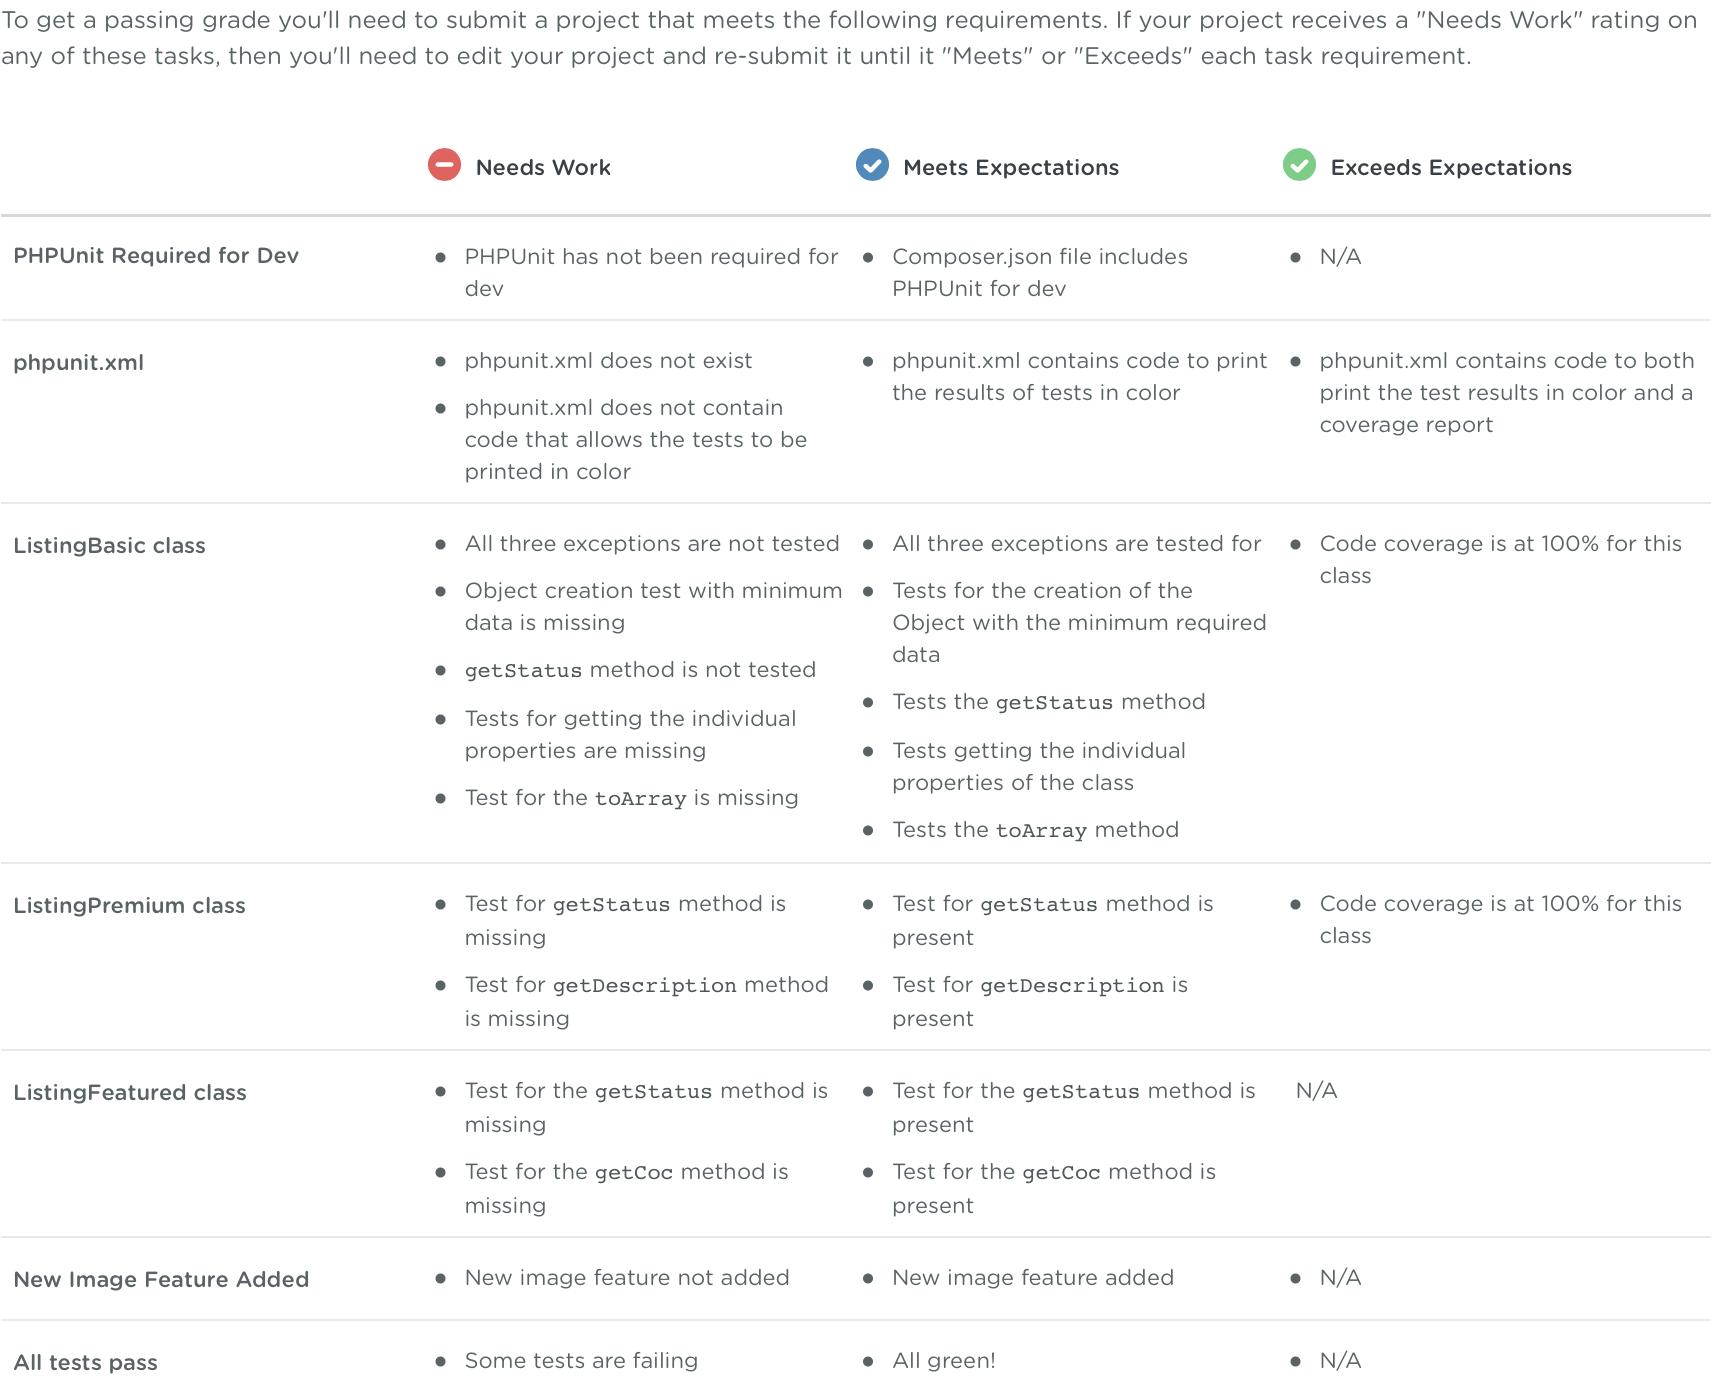 To get a passing grade you'll need to submit a project that meets the following requirements. If your project receives a "Needs Work" rating on
any of these tasks, then you'll need to edit your project and re-submit it until it "Meets" or "Exceeds" each task requirement.
Needs Work
Meets Expectations
Exceeds Expectations
PHPUnit Required for Dev
PHPUnit has not been required for
dev
Composer.json file includes
PHPUnit for dev
N/A
phpunit.xml
phpunit.xml does not exist
phpunit.xml does not contain
code that allows the tests to be
printed in color
phpunit.xml contains code to print
the results of tests in color
phpunit.xml contains code to both
print the test results in color and a
coverage report
ListingBasic class
All three exceptions are not tested
Object creation test with minimum
data is missing
getStatus method is not tested
Tests for getting the individual
properties are missing
Test for the toArray is missing
All three exceptions are tested for
Tests for the creation of the
Object with the minimum required
data
Tests the getStatus method
Tests getting the individual
properties of the class
Tests the toArray method
Code coverage is at 100% for this
class
ListingPremium class
Test for getStatus method is
missing
Test for getDescription method
is missing
Test for getStatus method is
present
Test for getDescription is
present
Code coverage is at 100% for this
class
ListingFeatured class
Test for the getStatus method is
missing
Test for the getCoc method is
missing
Test for the getStatus method is
present
Test for the getCoc method is
present
N/A
New Image Feature Added
New image feature not added
New image feature added
N/A
All tests pass
Some tests are failing
All green!
N/A